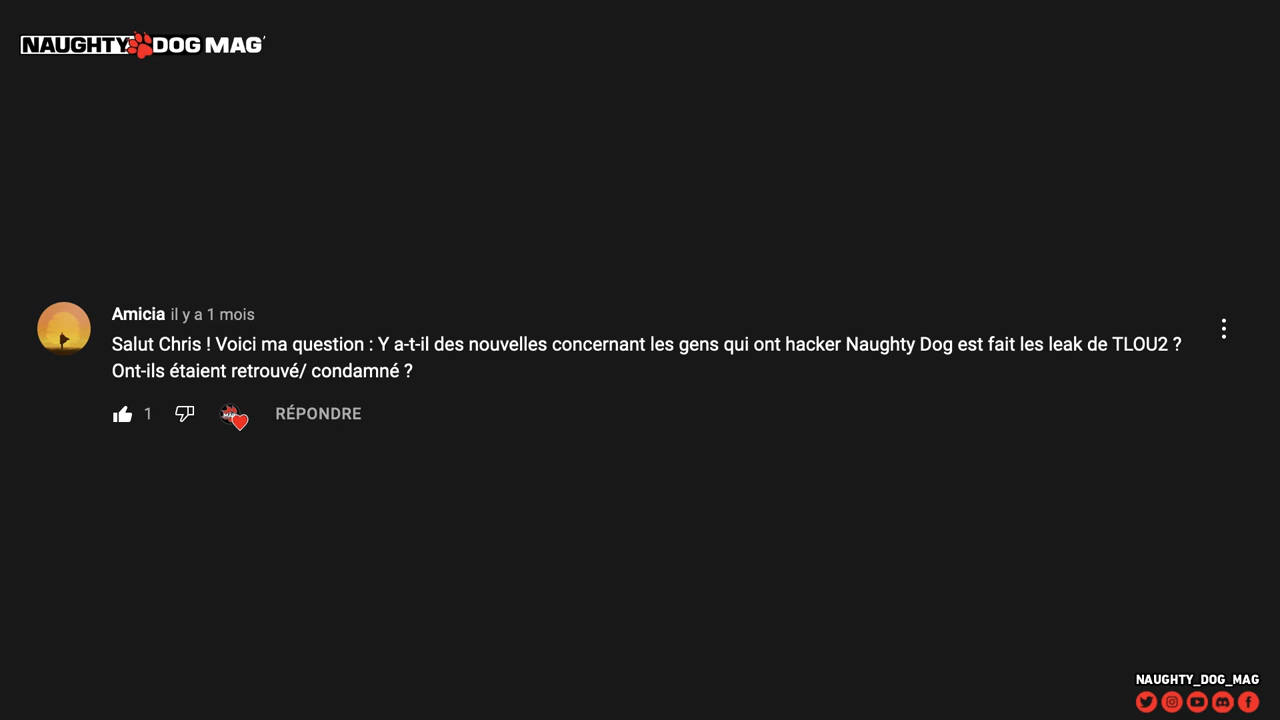 NAUGHTY DOG MAG'
Amicia il y a 1 mois
Salut Chris ! Voici ma question : Y a-t-il des nouvelles concernant les gens qui ont hacker Naughty Dog est fait les leak de TLOU2 ?
Ont-ils étaient retrouvé/ condamné ?
1 RÉPONDRE
NAUGHTY_DOG_MAG